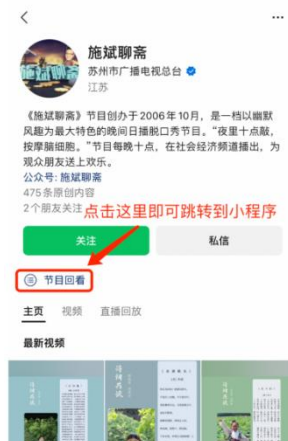 施斌聊斋
苏州市广播电视总台
江苏
《施斌聊斋》节目创办于2006年10月，是一档以幽默
风趣为最大特色的晚间日播脱口秀节目。“夜里十点敲，
按摩脑细胞。”节目每晚十点，在社会经济频道播出，为
观众朋友送上欢乐。
公众号: 施斌聊斋
475条原创内容
2个朋友关注
点击这里即可跳转到小程序
关注
私信
节目回看
主页 视频 直播回放
最新视频